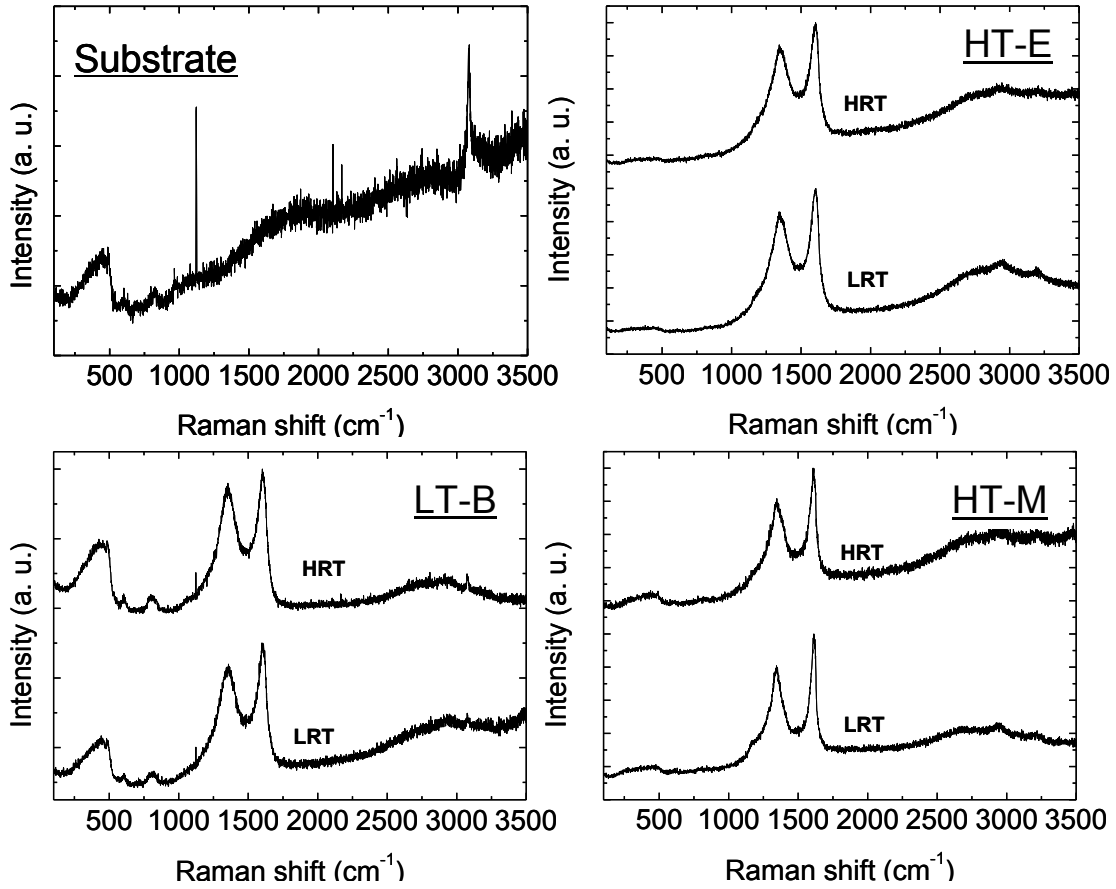 Substrate
Intensity (a. u.)
500 1000 1500 2000 2500 3000 3500
Raman shift (cm-1)
HT-E
HRT
LRT
Intensity (a. u.)
500 1000 1500 2000 2500 3000 3500
Raman shift (cm-1)
LT-B
HRT
LRT
Intensity (a. u.)
500 1000 1500 2000 2500 3000 3500
Raman shift (cm-1)
HT-M
HRT
LRT
Intensity (a. u.)
500 1000 1500 2000 2500 3000 3500
Raman shift (cm-1)